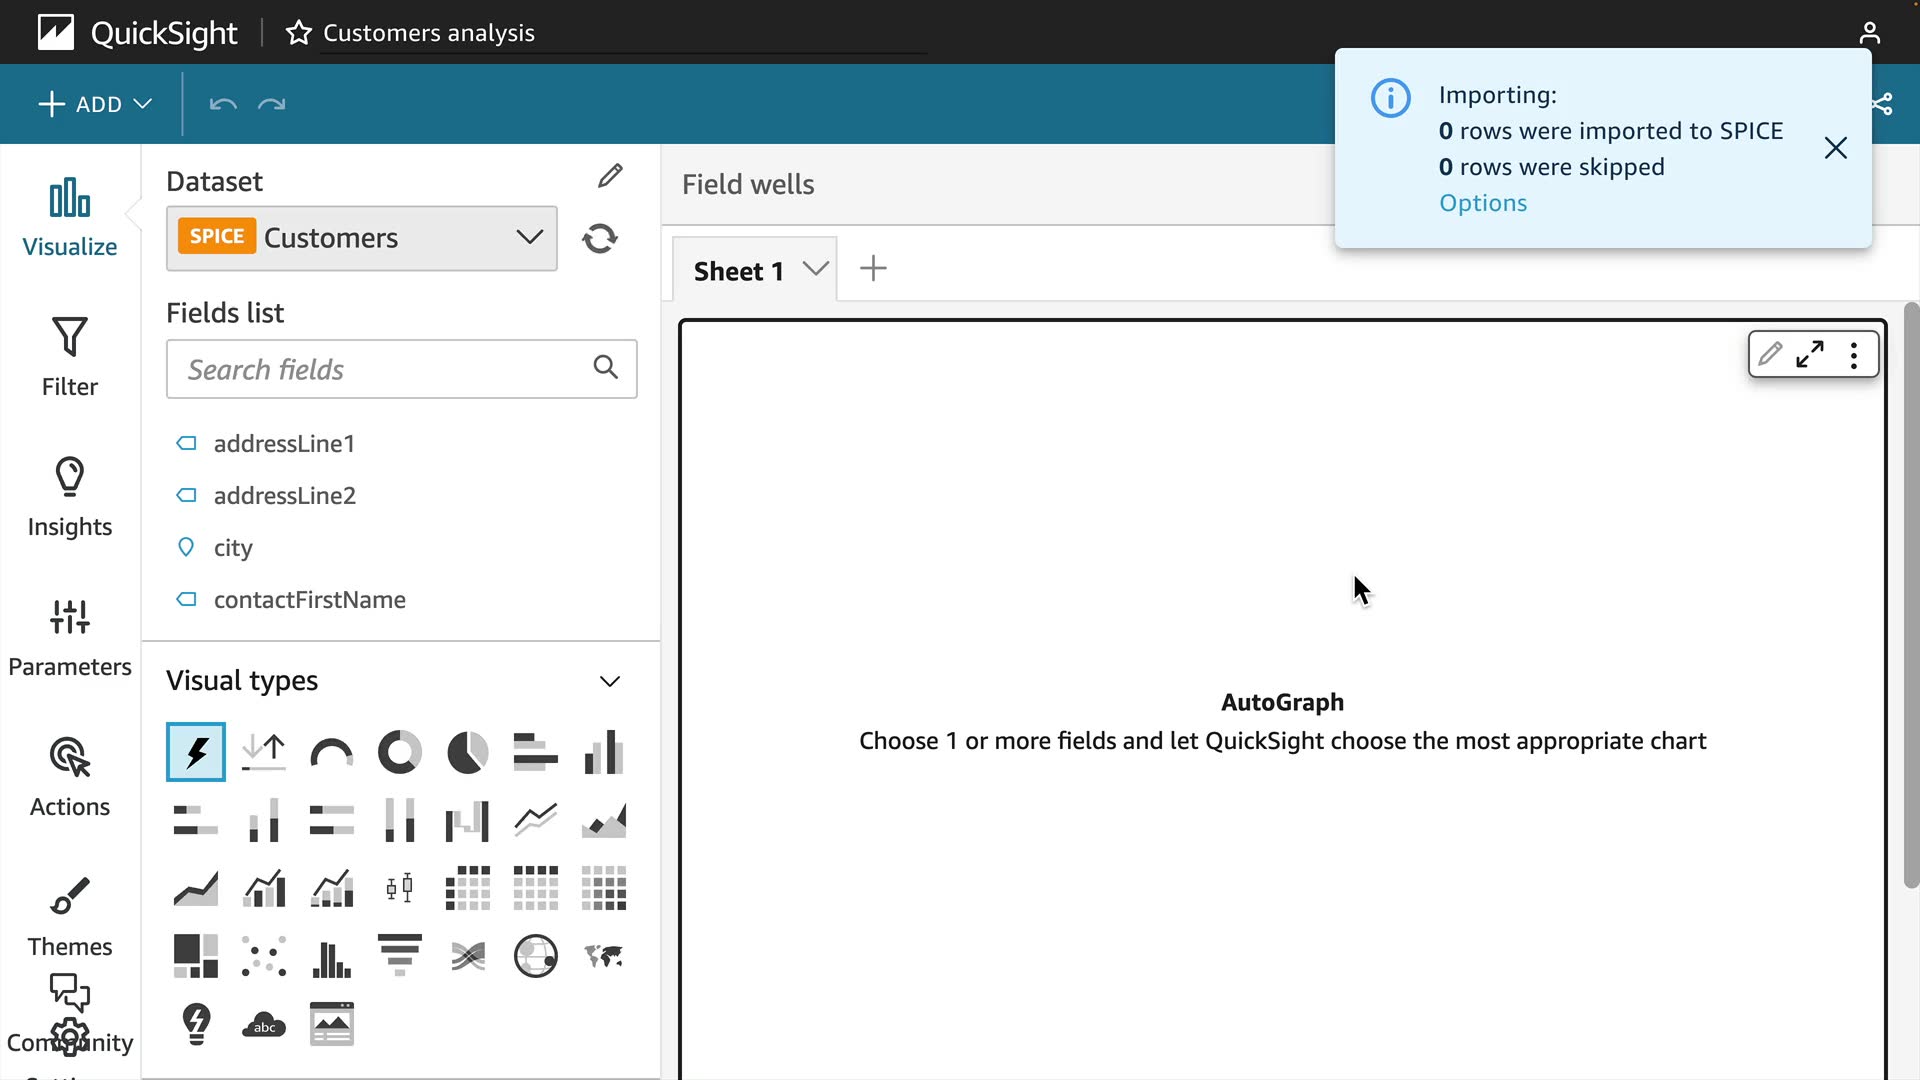 QuickSight
Customers analysis
ADD
Importing:
0 rows were imported to SPICE
0 rows were skipped
Options
Visualize
Filter
Insights
Parameters
Actions
Themes
Community
Dataset
SPICE Customers
Fields list
Search fields
addressLine1
addressLine2
city
contactFirstName
Visual types
abc
Field wells
Sheet 1
AutoGraph
Choose 1 or more fields and let QuickSight choose the most appropriate chart